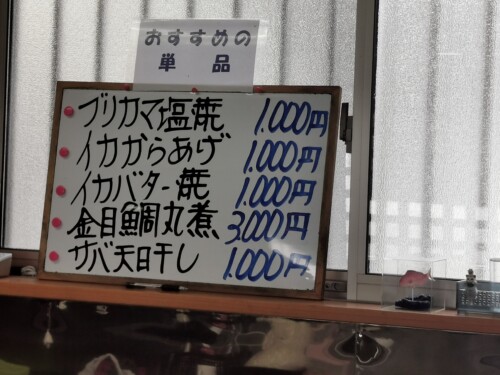 おすすめの
単品
ブリカマ塩焼 1.000円
イカからあげ 1.000円
イカバター焼 1.000円
金目鯛丸煮 3.000円
サバ天日干し 1.000円